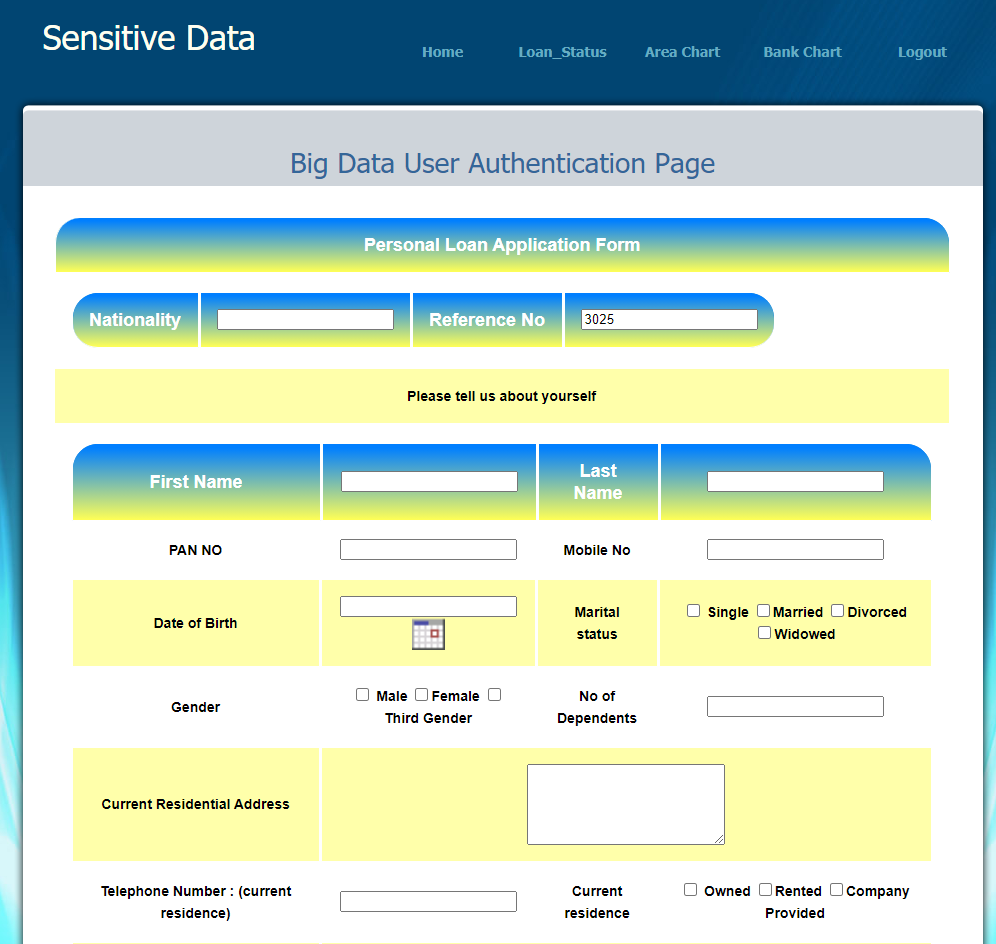 Sensitive Data
Home Loan_Status Area Chart Bank Chart Logout
Big Data User Authentication Page
Personal Loan Application Form
Nationality Reference No 3025
Please tell us about yourself
First Name Last
Name
PAN NO Mobile No
Date of Birth Marital
status Single Married Divorced
Widowed
Gender Male Female
Third Gender No of
Dependents
Current Residential Address
Telephone Number : (current
residence) Current
residence Owned Rented Company
Provided